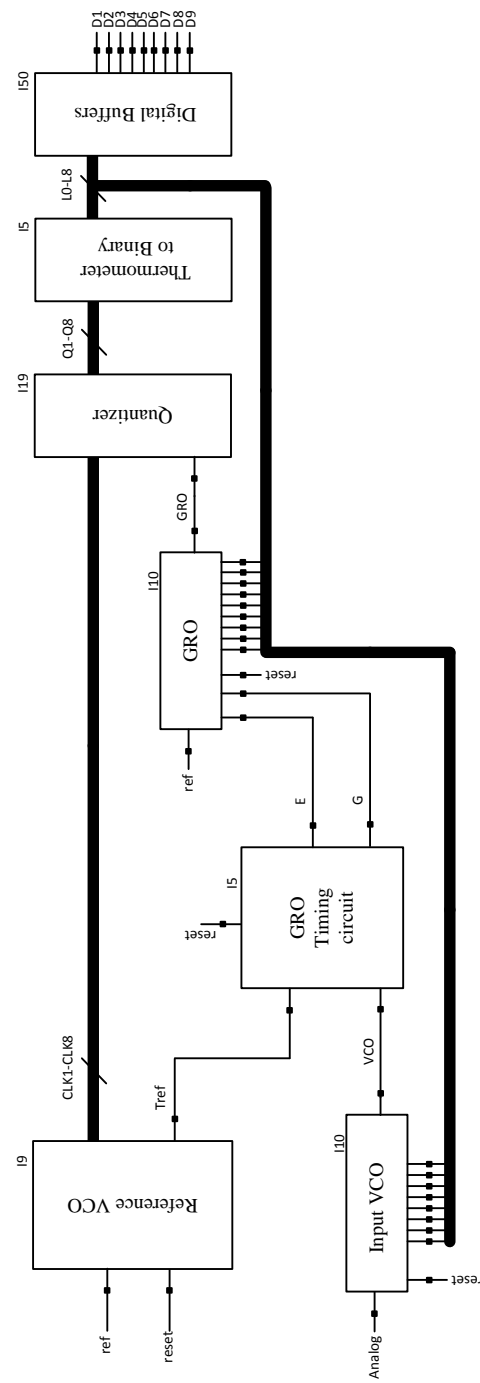 D1
D2
D3
D4
D5
D6
D7
D8
D9
I50
Digital Buffers
L0-L8
I5
Thermometer
to Binary
Q1-Q8
I19
Quantizer
GRO
I10
GRO
reset
ref
E
G
I5
GRO
Timing
circuit
reset
CLK1-CLK8
Tref
VCO
I9
Reference VCO
ref
reset
I10
Input VCO
reset
Analog